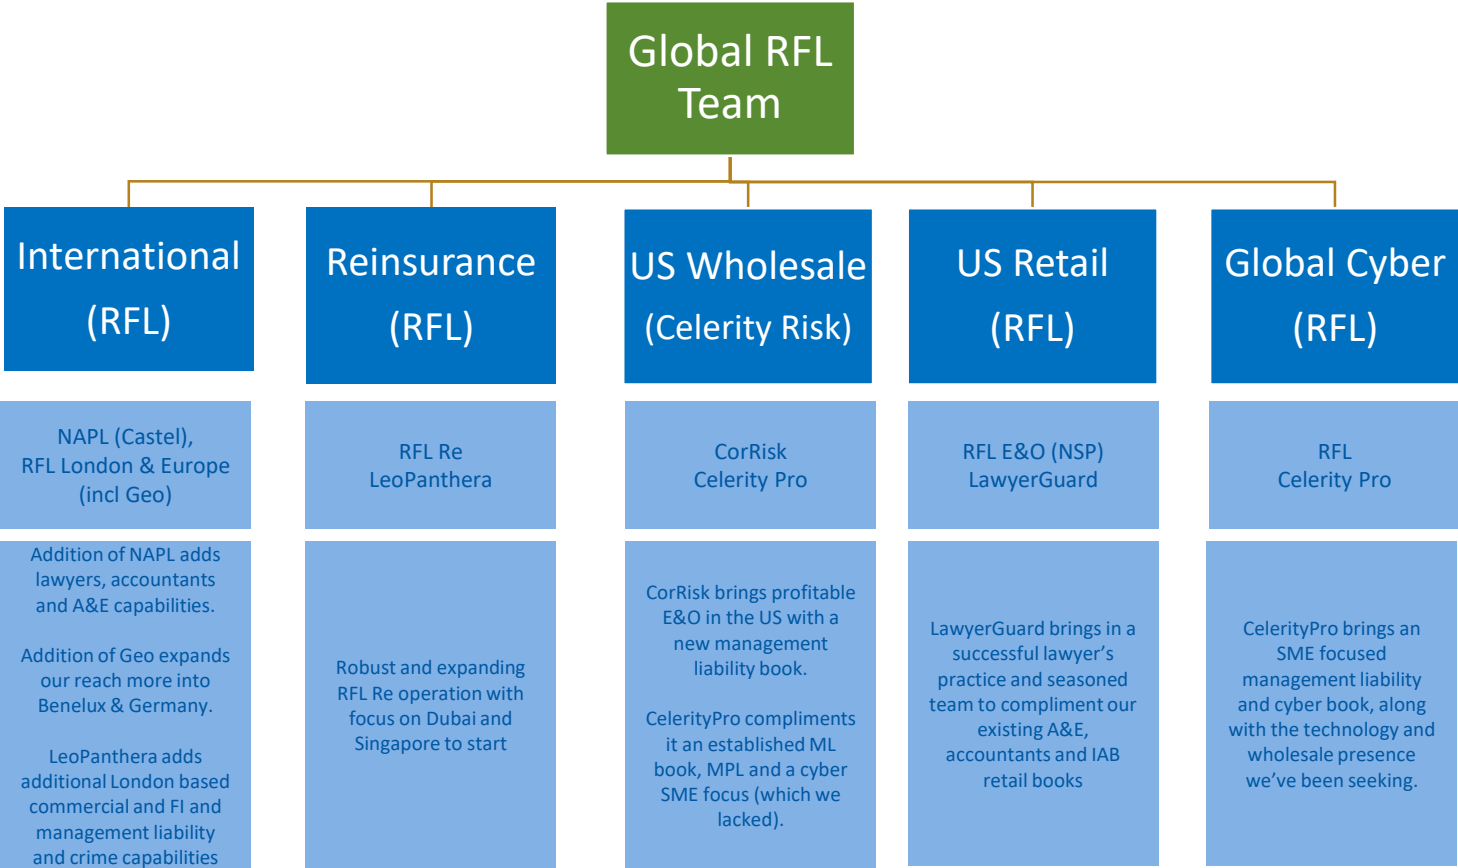 Global RFL
Team
International
(RFL)
Reinsurance
(RFL)
US Wholesale
(Celerity Risk)
US Retail
(RFL)
Global Cyber
(RFL)
NAPL (Castel),
RFL London & Europe
(incl Geo)
RFL Re
LeoPanthera
CorRisk
Celerity Pro
RFL E&O (NSP)
LawyerGuard
RFL
Celerity Pro
Addition of NAPL adds
lawyers, accountants
and A&E capabilities.
Addition of Geo expands
our reach more into
Benelux & Germany.
LeoPanthera adds
additional London based
commercial and FI and
management liability
and crime capabilities
Robust and expanding
RFL Re operation with
focus on Dubai and
Singapore to start
CorRisk brings profitable
E&O in the US with a
new management
liability book.
CelerityPro compliments
it an established ML
book, MPL and a cyber
SME focus (which we
lacked).
LawyerGuard brings in a
successful lawyer's
practice and seasoned
team to compliment our
existing A&E,
accountants and IAB
retail books
CelerityPro brings an
SME focused
management liability
and cyber book, along
with the technology and
wholesale presence
we've been seeking.